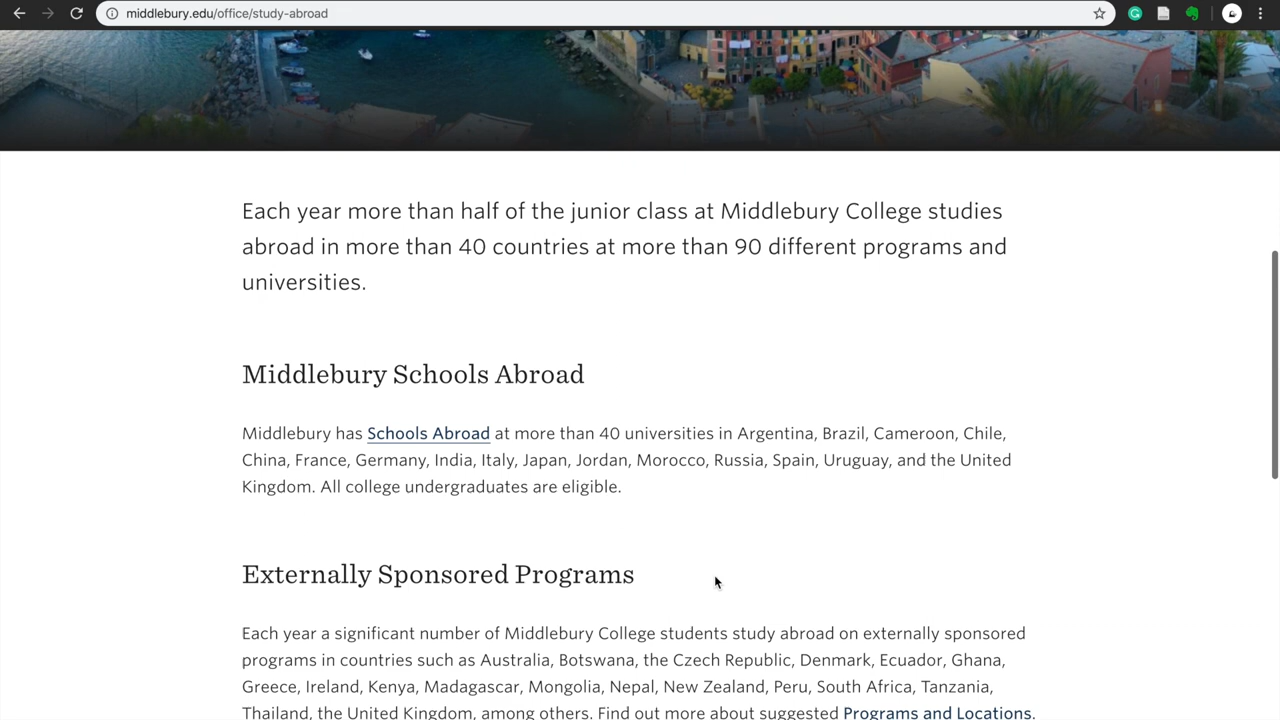 middlebury.edu/office/study-abroad
Each year more than half of the junior class at Middlebury College studies
abroad in more than 40 countries at more than 90 different programs and
universities.
Middlebury Schools Abroad
Middlebury has Schools Abroad at more than 40 universities in Argentina, Brazil, Cameroon, Chile,
China, France, Germany, India, Italy, Japan, Jordan, Morocco, Russia, Spain, Uruguay, and the United
Kingdom. All college undergraduates are eligible.
Externally Sponsored Programs
Each year a significant number of Middlebury College students study abroad on externally sponsored
programs in countries such as Australia, Botswana, the Czech Republic, Denmark, Ecuador, Ghana,
Greece, Ireland, Kenya, Madagascar, Mongolia, Nepal, New Zealand, Peru, South Africa, Tanzania,
Thailand, the United Kingdom, among others. Find out more about suggested Programs and Locations.